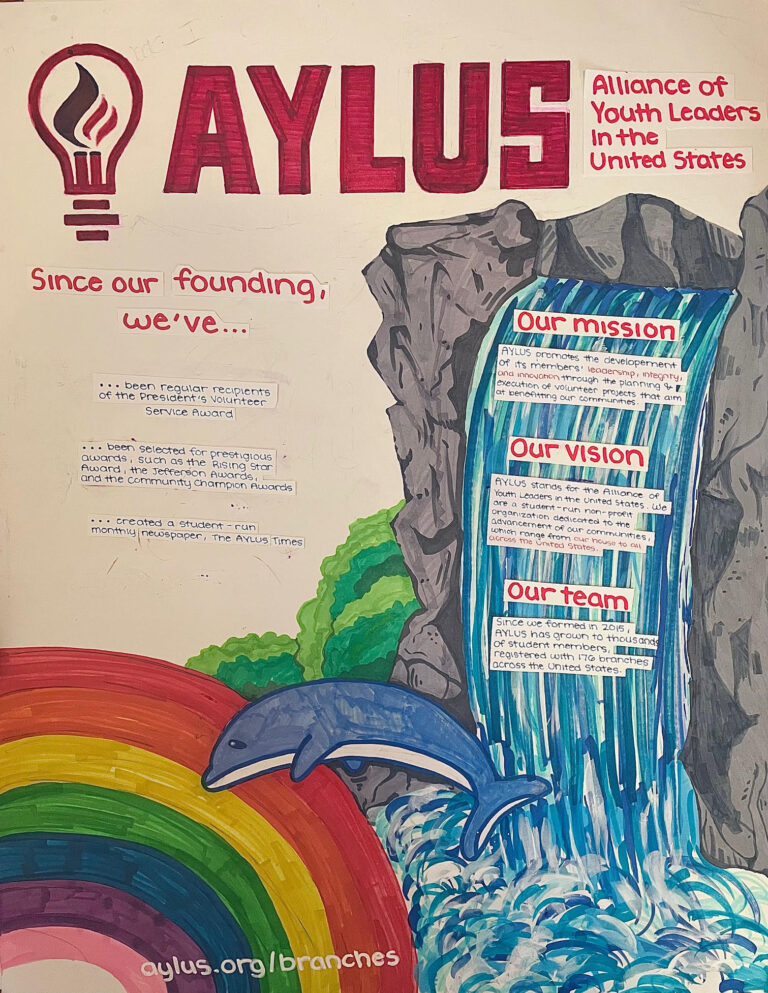 AYLUS
Alliance of
Youth Leaders
In the
United States
Since our founding,
we've...
... been regular recipients
of the President's Volunteer
Service Award
... been selected for prestigious
awards, such as the Rising Star
Award, the Jefferson Awards,
and the Community Champion Awards
... created a student-run
monthly newspaper, The AYLUS Times
Our mission
AYLUS promotes the developement
of its members' leadership, integrity,
and innovation through the planning &
execution of volunteer projects that aim
at benefitting our communities.
Our vision
AYLUS stands for the Alliance of
Youth Leaders in the United States. We
are a student-run non-profit
organization dedicated to the
advancement of our communities,
which range from our house to all
across the United States.
Our team
Since we formed in 2015,
AYLUS has grown to thousands
of student members,
registered with 176 branches
across the United States.
aylus.org/branches